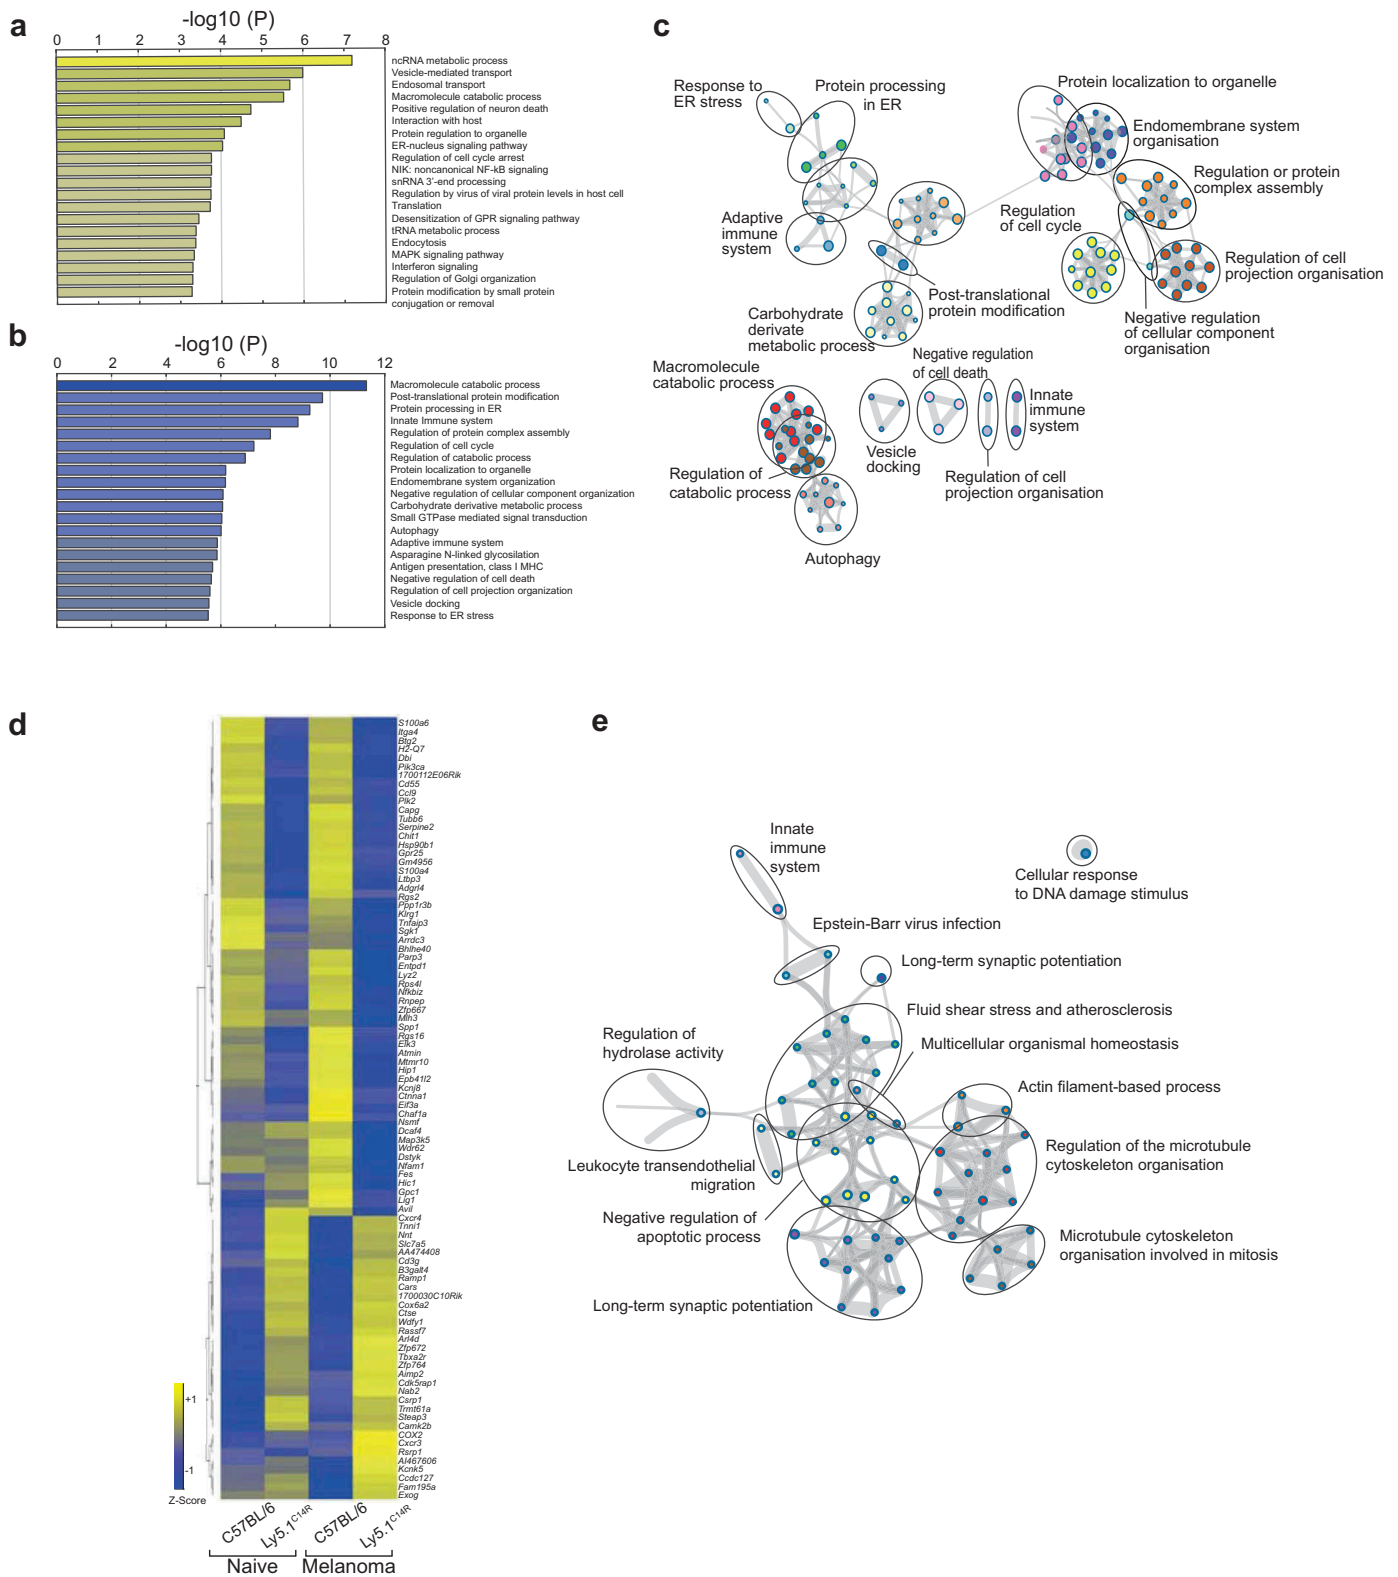 a
-log10 (P)
0 1 2 3 4 5 6 7 8
ncRNA metabolic process
Vesicle-mediated transport
Endosomal transport
Macromolecule catabolic process
Positive regulation of neuron death
Interaction with host
Protein regulation to organelle
ER-nucleus signaling pathway
Regulation of cell cycle arrest
NIK: noncanonical NF-kB signaling
snRNA 3'-end processing
Regulation by virus of viral protein levels in host cell
Translation
Desensitization of GPR signaling pathway
tRNA metabolic process
Endocytosis
MAPK signaling pathway
Interferon signaling
Regulation of Golgi organization
Protein modification by small protein
conjugation or removal
b
-log10 (P)
0 2 4 6 8 10 12
Macromolecule catabolic process
Post-translational protein modification
Protein processing in ER
Innate Immune system
Regulation of protein complex assembly
Regulation of cell cycle
Regulation of catabolic process
Protein localization to organelle
Endomembrane system organization
Negative regulation of cellular component organization
Carbohydrate derivative metabolic process
Small GTPase mediated signal transduction
Autophagy
Adaptive immune system
Asparagine N-linked glycosilation
Antigen presentation, class I MHC
Negative regulation of cell death
Regulation of cell projection organization
Vesicle docking
Response to ER stress
c
Response to
ER stress
Protein processing
in ER
Protein localization to organelle
Endomembrane system
organisation
Regulation or protein
complex assembly
Adaptive
immune
system
Regulation
of cell cycle
Regulation of cell
projection organisation
Post-translational
protein modification
Negative regulation
of cellular component
organisation
Carbohydrate
derivate
metabolic process
Macromolecule
catabolic process
Negative regulation
of cell death
Innate
immune
system
Vesicle
docking
Regulation of
catabolic process
Regulation of cell
projection organisation
Autophagy
d
S100a6
Itga4
Btg2
H2-Q7
Dbi
Pik3ca
1700112E06Rik
Cd55
Ccl9
Plk2
Capg
Tubb6
Serpine2
Chit1
Hsp90b1
Gpr25
Gm4956
S100a4
Ltbp3
Adgrl4
Rgs2
Ppp1r3b
Klrg1
Tnfaip3
Sgk1
Arrdc3
Bhlhe40
Parp3
Entpd1
Lyz2
Rps4l
Nfkbiz
Rnpep
Zfp667
Mlh3
Spp1
Rgs16
Elk3
Atmin
Mtmr10
Hip1
Epb41l2
Kcnj8
Ctnna1
Eif3a
Chaf1a
Nsmf
Dcaf4
Map3k5
Wdr62
Dstyk
Nfam1
Fes
Hic1
Gpc1
Lig1
Avil
Cxcr4
Tnni1
Nnt
Slc7a5
AA474408
Cd3g
B3galt4
Ramp1
Cars
1700030C10Rik
Cox6a2
Ctse
Wdfy1
Rassf7
Arl4d
Zfp672
Tbxa2r
Zfp764
Aimp2
Cdk5rap1
Nab2
Csrp1
Trmt61a
Steap3
Camk2b
COX2
Cxcr3
Rsrp1
AI467606
Kcnk5
Ccdc127
Fam195a
Exog
+1
-1
Z-Score
C57BL/6
Ly5.1C14R
C57BL/6
Ly5.1C14R
Naive
Melanoma
e
Innate
immune
system
Cellular response
to DNA damage stimulus
Epstein-Barr virus infection
Long-term synaptic potentiation
Fluid shear stress and atherosclerosis
Regulation of
hydrolase activity
Multicellular organismal homeostasis
Actin filament-based process
Regulation of the microtubule
cytoskeleton organisation
Leukocyte transendothelial
migration
Negative regulation of
apoptotic process
Microtubule cytoskeleton
organisation involved in mitosis
Long-term synaptic potentiation